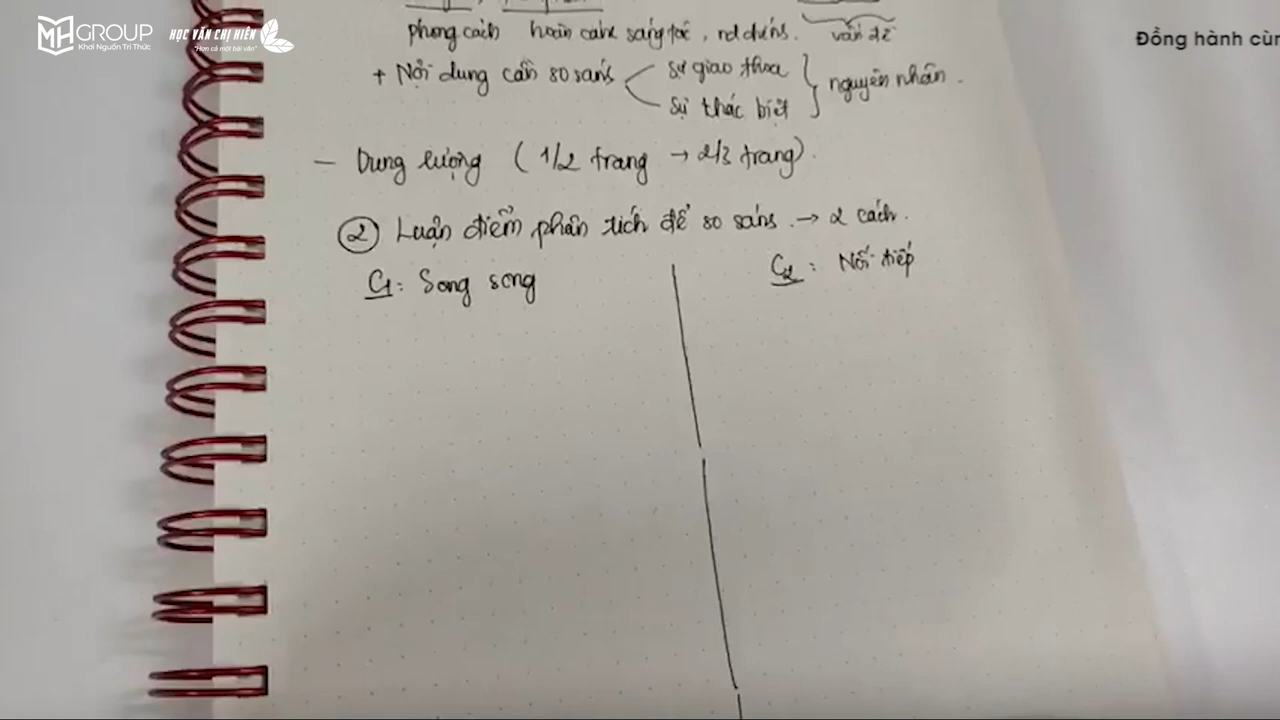 MH GROUP
Khơi Nguồn Tri Thức
HỌC VĂN CHỊ HIÊN
"Hơn cả một bài văn"
Đồng hành cùn
phong cách hoàn cảnh sáng tác, nd chính. vấn đề
+ Nội dung cần so sánh sự giao thoa
sự khác biệt nguyên nhân.
- Dung lượng (1/2 trang → 2/3 trang).
② Luận điểm phân tích để so sánh. → 2 cách.
C1: Song song
C2: Nối tiếp